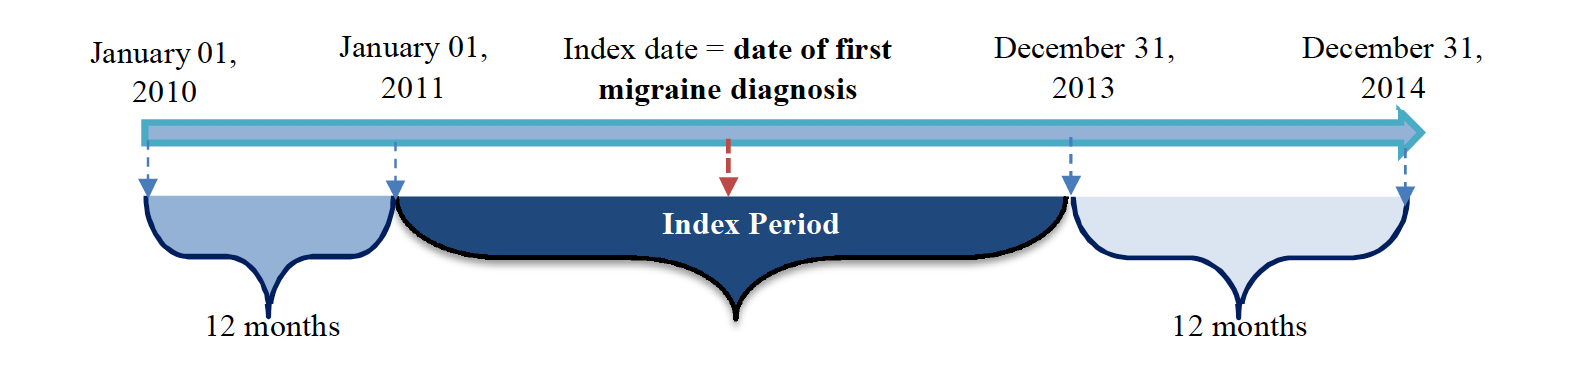 January 01,
2010
January 01,
2011
Index date = date of first
migraine diagnosis
December 31,
2013
December 31,
2014
Index Period
12 months
12 months